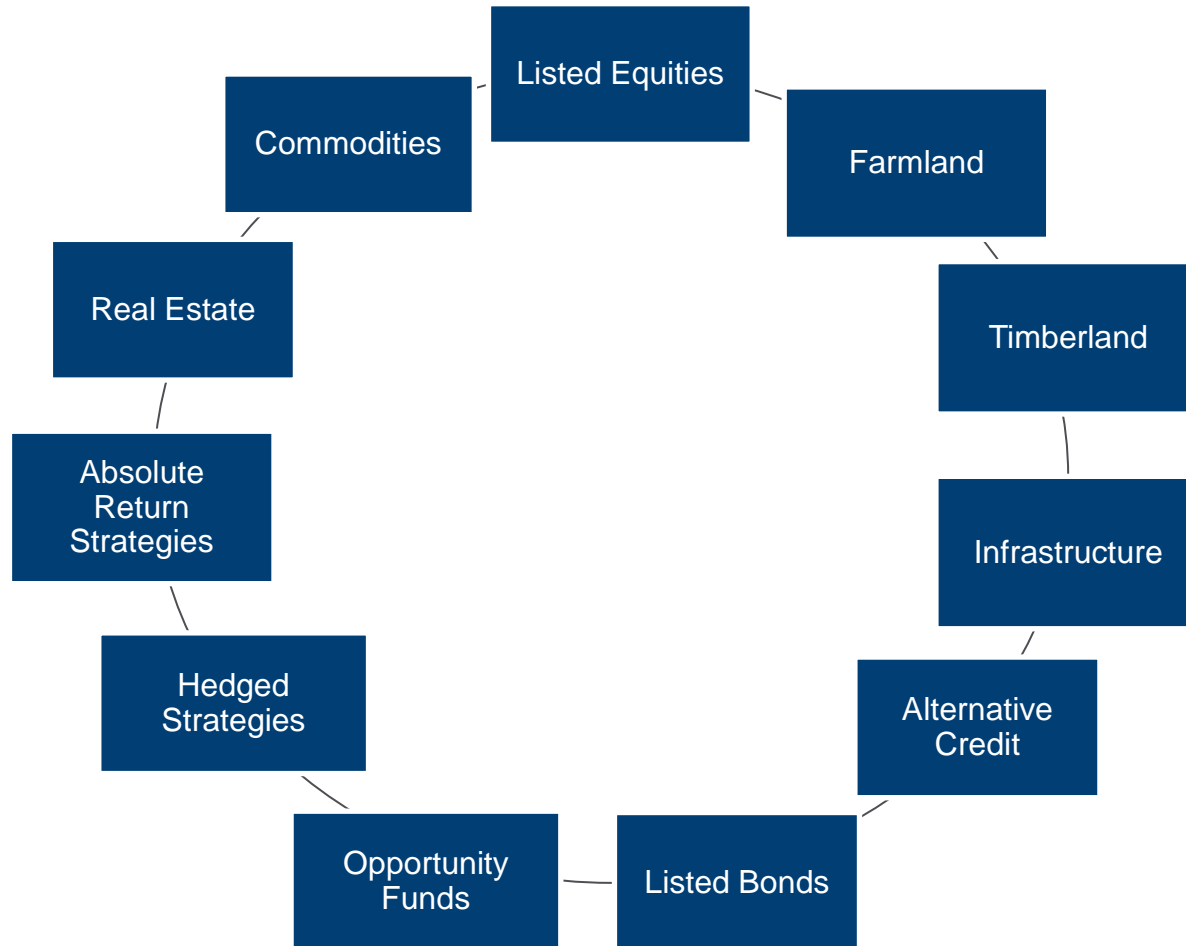 Listed Equities
Farmland
Timberland
Infrastructure
Alternative
Credit
Listed Bonds
Opportunity
Funds
Hedged
Strategies
Absolute
Return
Strategies
Real Estate
Commodities